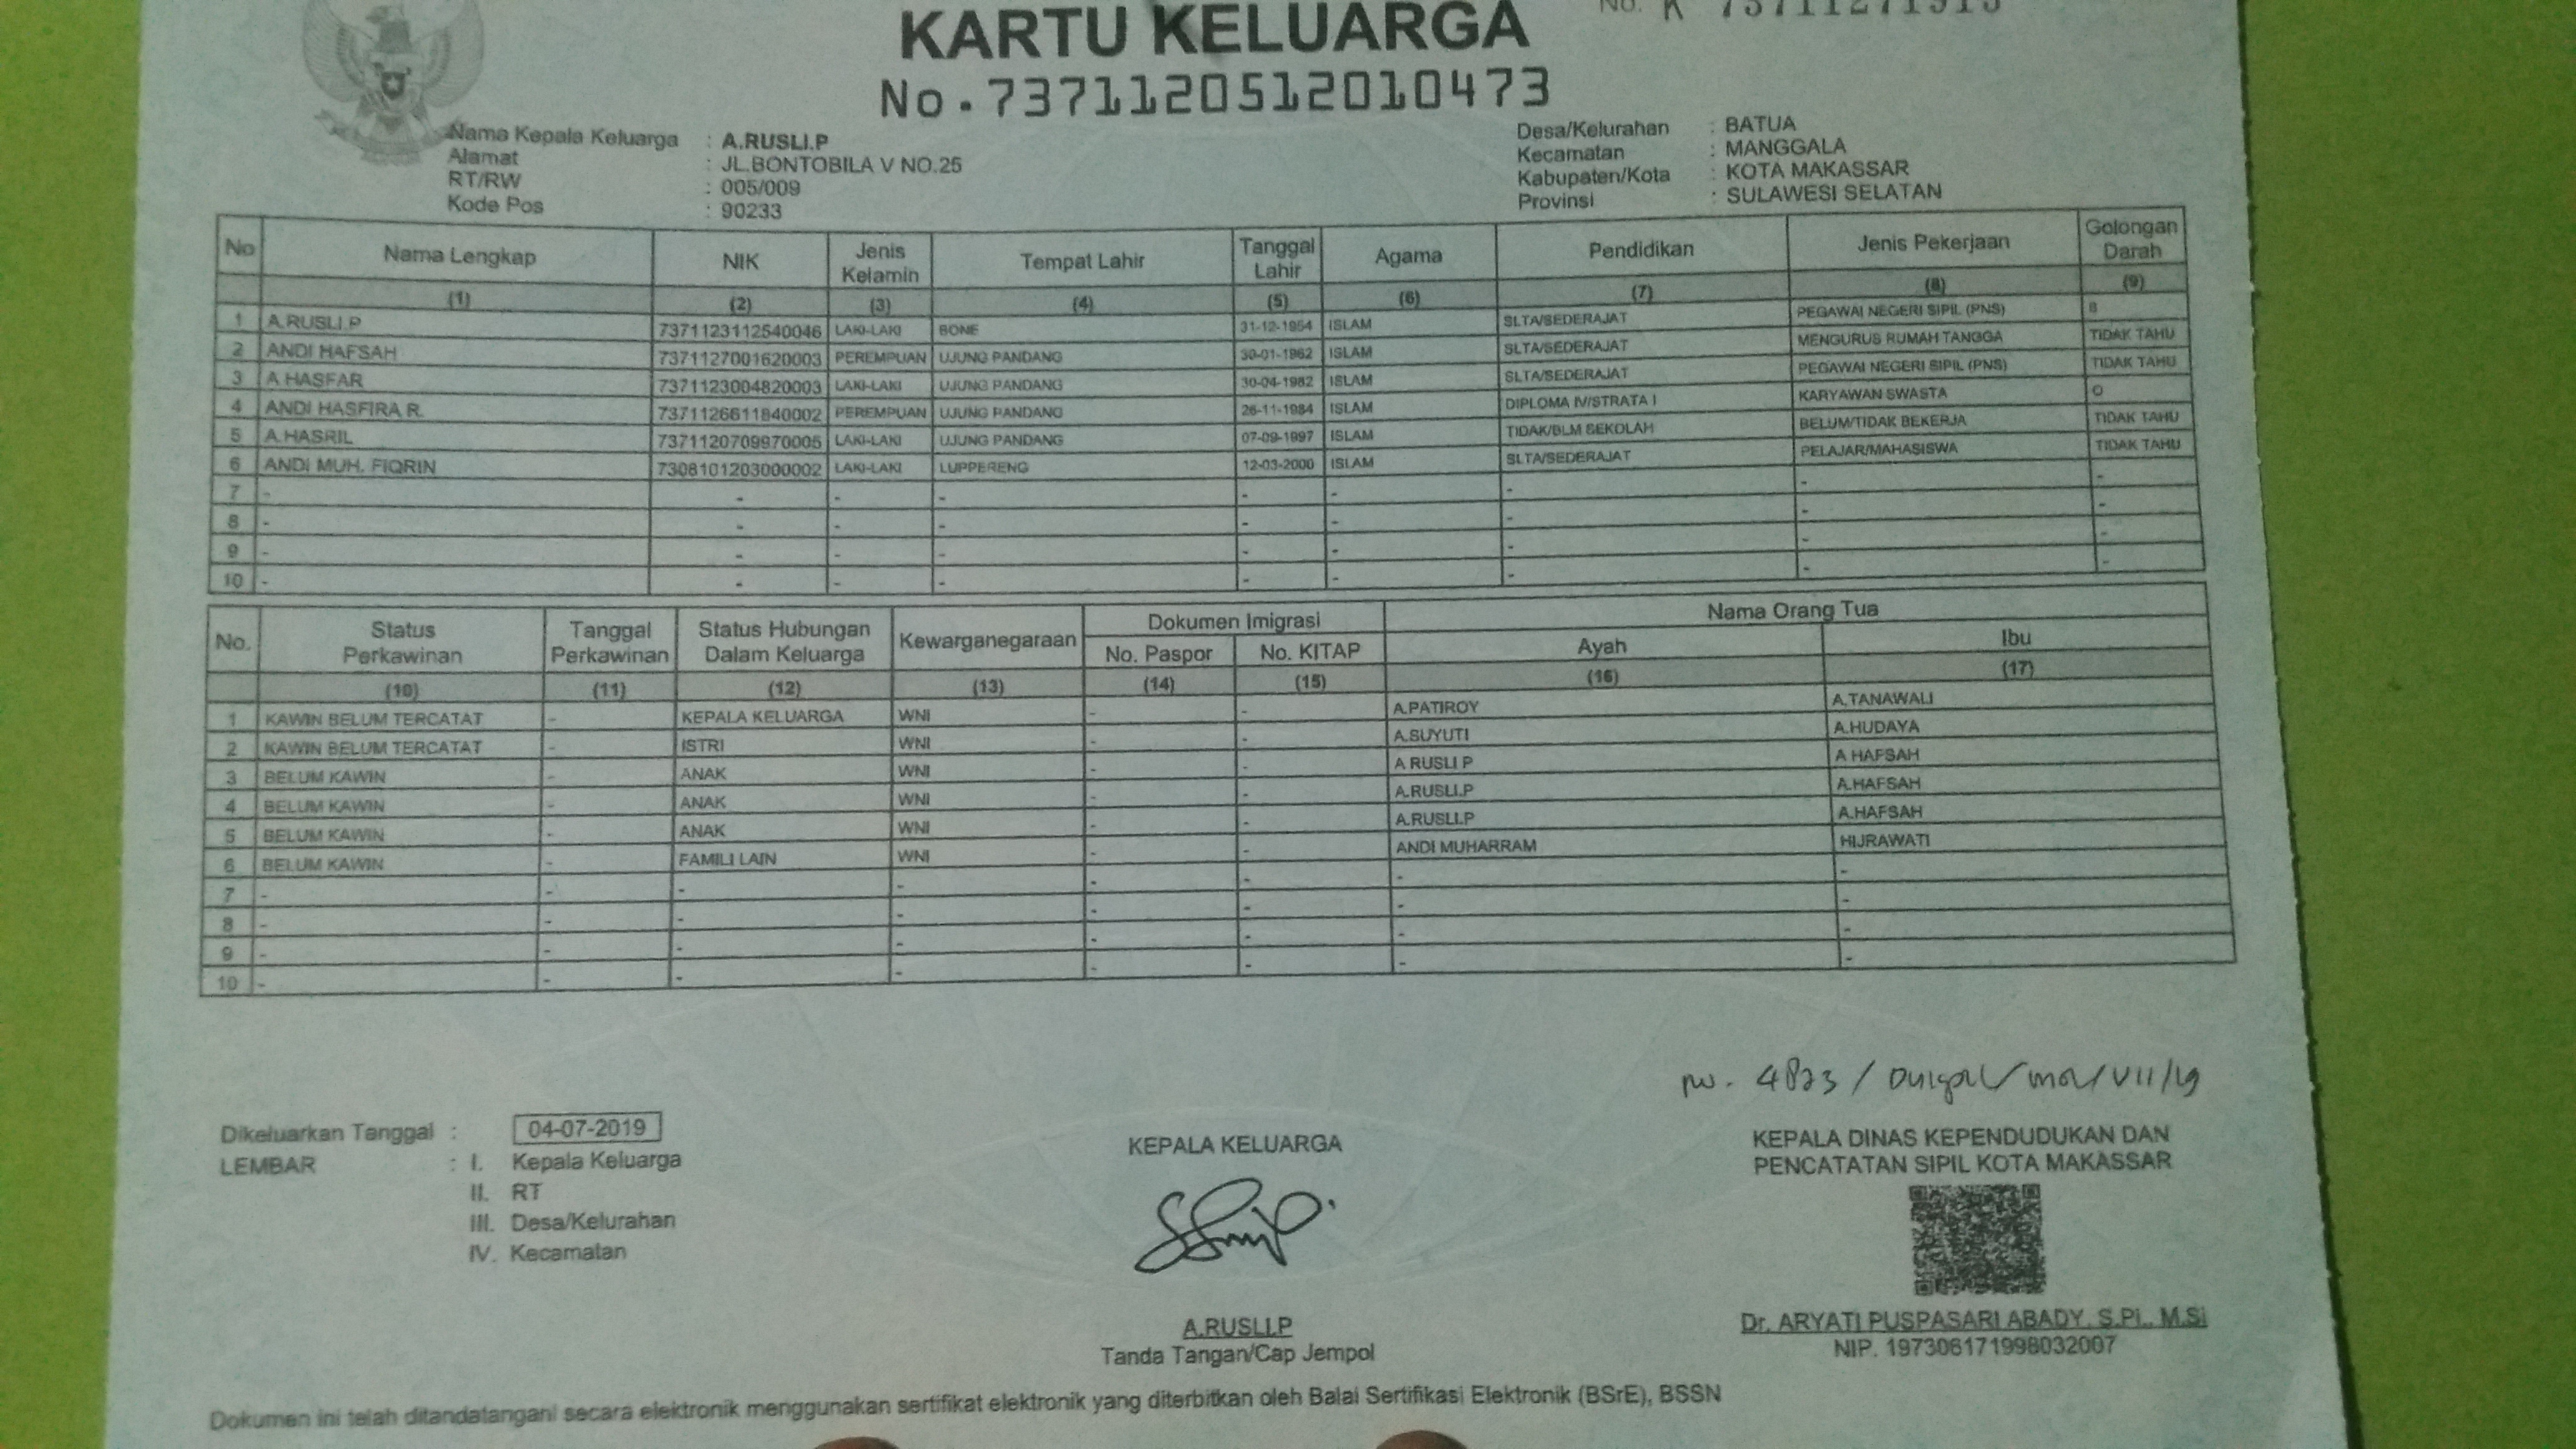 KARTU KELUARGA
No.7371120512010473
Nama Kepala Keluarga : A.RUSLI.P
Alamat : JL.BONTOBILA V NO.25
RT/RW : 005/009
Kode Pos : 90233
Desa/Kelurahan : BATUA
Kecamatan : MANGGALA
Kabupaten/Kota : KOTA MAKASSAR
Provinsi : SULAWESI SELATAN
No Nama Lengkap NIK Jenis Kelamin Tempat Lahir Tanggal Lahir Agama Pendidikan Jenis Pekerjaan Golongan Darah
(1) (2) (3) (4) (5) (6) (7) (8) (9)
1 A.RUSLI.P 7371123112540046 LAKI-LAKI BONE 31-12-1954 ISLAM SLTA/SEDERAJAT PEGAWAI NEGERI SIPIL (PNS) B
2 ANDI HAFSAH 7371127001620003 PEREMPUAN UJUNG PANDANG 30-01-1962 ISLAM SLTA/SEDERAJAT MENGURUS RUMAH TANGGA TIDAK TAHU
3 A.HASFAR 7371123004820003 LAKI-LAKI UJUNG PANDANG 30-04-1982 ISLAM SLTA/SEDERAJAT PEGAWAI NEGERI SIPIL (PNS) TIDAK TAHU
4 ANDI HASFIRA R. 7371126611840002 PEREMPUAN UJUNG PANDANG 26-11-1984 ISLAM DIPLOMA IV/STRATA I KARYAWAN SWASTA O
5 A.HASRIL 7371120709970005 LAKI-LAKI UJUNG PANDANG 07-09-1997 ISLAM TIDAK/BLM SEKOLAH BELUM/TIDAK BEKERJA TIDAK TAHU
6 ANDI MUH. FIQRIN 7308101203000002 LAKI-LAKI LUPPERENG 12-03-2000 ISLAM SLTA/SEDERAJAT PELAJAR/MAHASISWA TIDAK TAHU
7 - - - - - - - - -
8 - - - - - - - - -
9 - - - - - - - - -
10 - - - - - - - - -
No. Status Perkawinan Tanggal Perkawinan Status Hubungan Dalam Keluarga Kewarganegaraan Dokumen Imigrasi Nama Orang Tua
No. Paspor No. KITAP Ayah Ibu
(10) (11) (12) (13) (14) (15) (16) (17)
1 KAWIN BELUM TERCATAT - KEPALA KELUARGA WNI - - A.PATIROY A.TANAWALI
2 KAWIN BELUM TERCATAT - ISTRI WNI - - A.SUYUTI A.HUDAYA
3 BELUM KAWIN - ANAK WNI - - A RUSLI P A HAFSAH
4 BELUM KAWIN - ANAK WNI - - A.RUSLI.P A.HAFSAH
5 BELUM KAWIN - ANAK WNI - - A.RUSLI.P A.HAFSAH
6 BELUM KAWIN - FAMILI LAIN WNI - - ANDI MUHARRAM HIJRAWATI
7 - - - - - - - -
8 - - - - - - - -
9 - - - - - - - -
10 - - - - - - - -
Dikeluarkan Tanggal : 04-07-2019
LEMBAR : I. Kepala Keluarga
II. RT
III. Desa/Kelurahan
IV. Kecamatan
KEPALA KELUARGA
A.RUSLI.P
Tanda Tangan/Cap Jempol
KEPALA DINAS KEPENDUDUKAN DAN
PENCATATAN SIPIL KOTA MAKASSAR
Dr. ARYATI PUSPASARI ABADY, S.Pi., M.Si
NIP. 197306171998032007
Dokumen ini telah ditandatangani secara elektronik menggunakan sertifikat elektronik yang diterbitkan oleh Balai Sertifikasi Elektronik (BSrE), BSSN